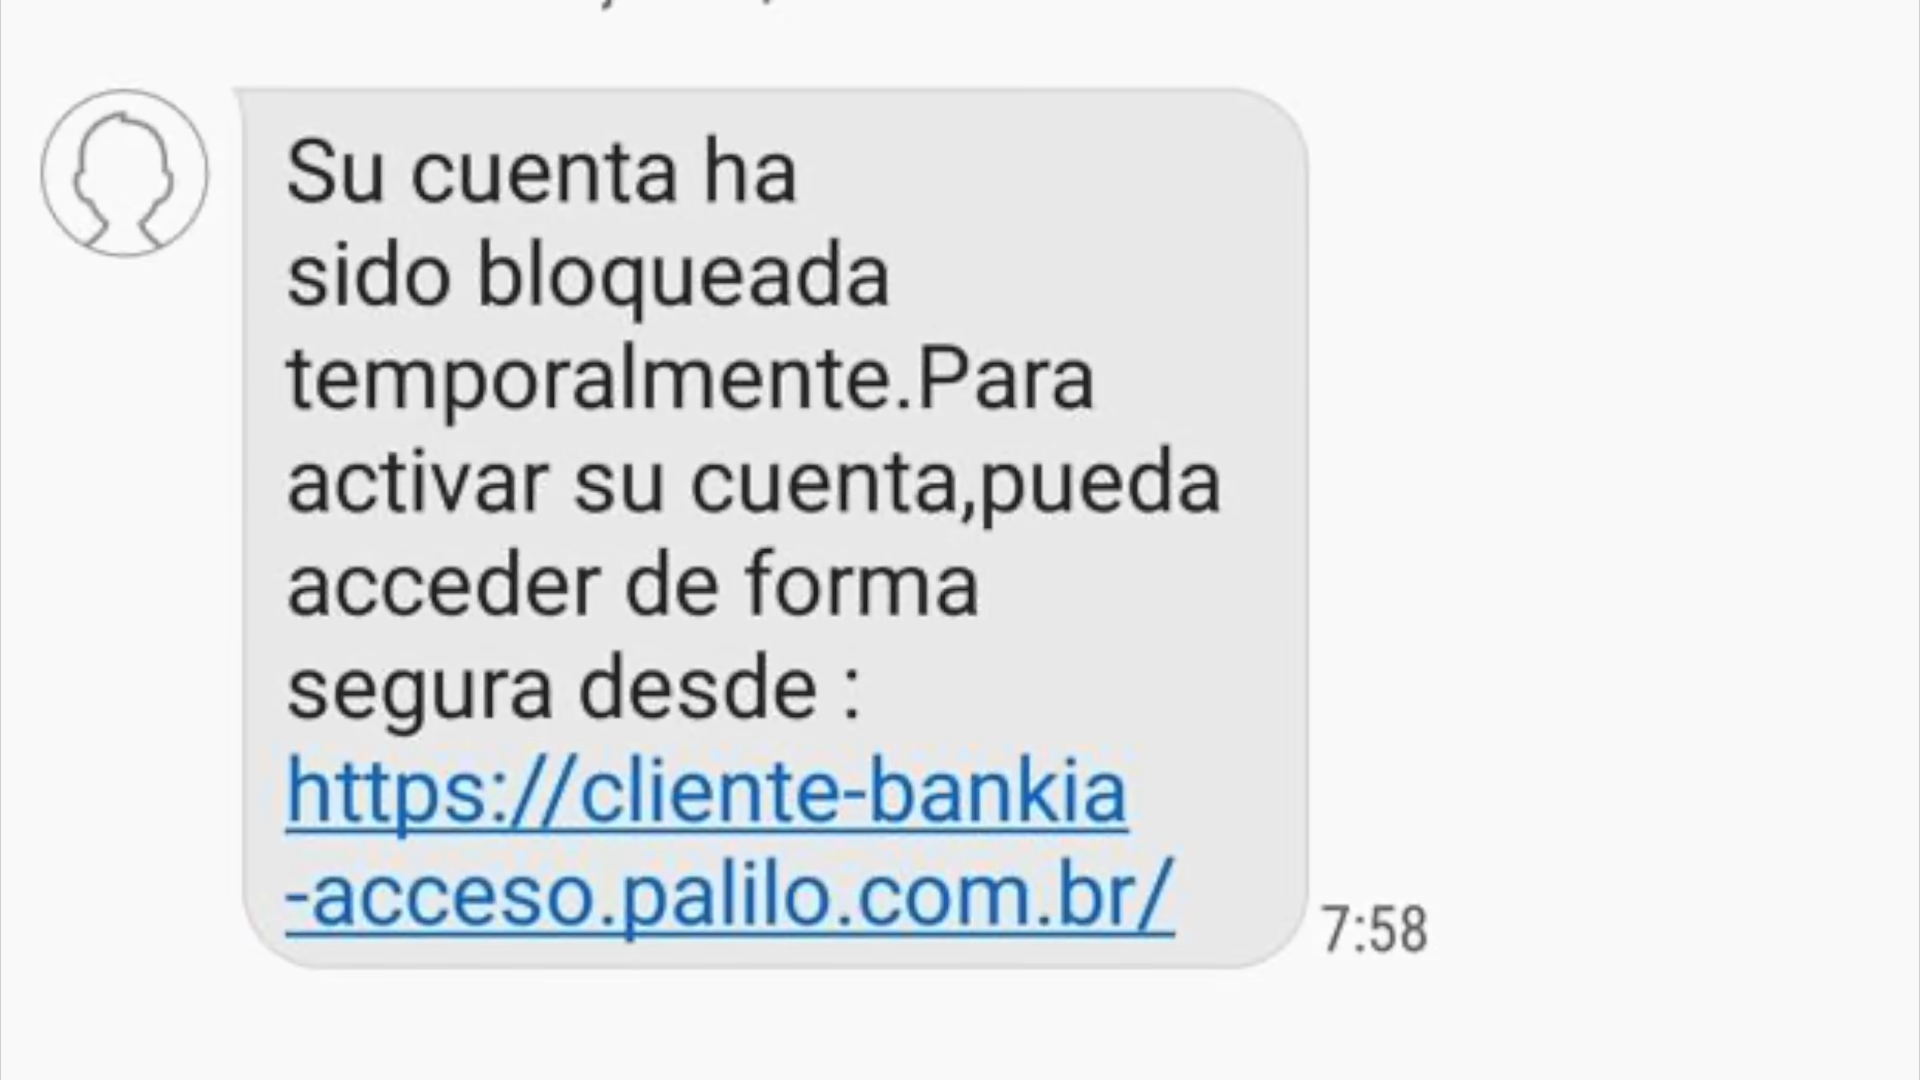 Su cuenta ha
sido bloqueada
temporalmente.Para
activar su cuenta,pueda
acceder de forma
segura desde :
https://cliente-bankia
-acceso.palilo.com.br/
7:58